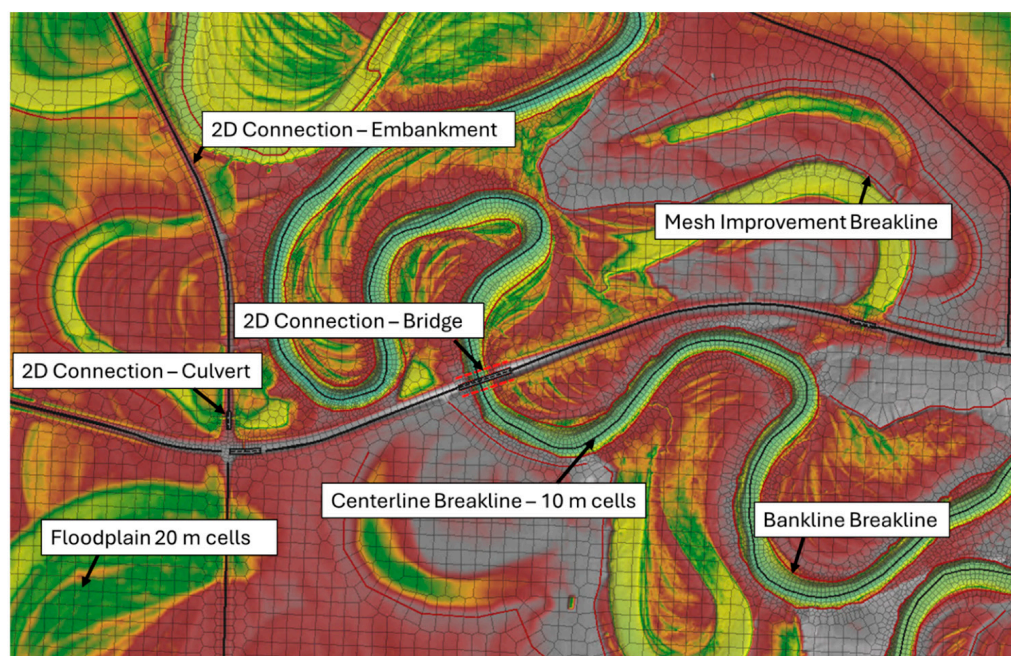 2D Connection – Embankment
Mesh Improvement Breakline
2D Connection – Bridge
2D Connection – Culvert
Centerline Breakline – 10 m cells
Bankline Breakline
Floodplain 20 m cells